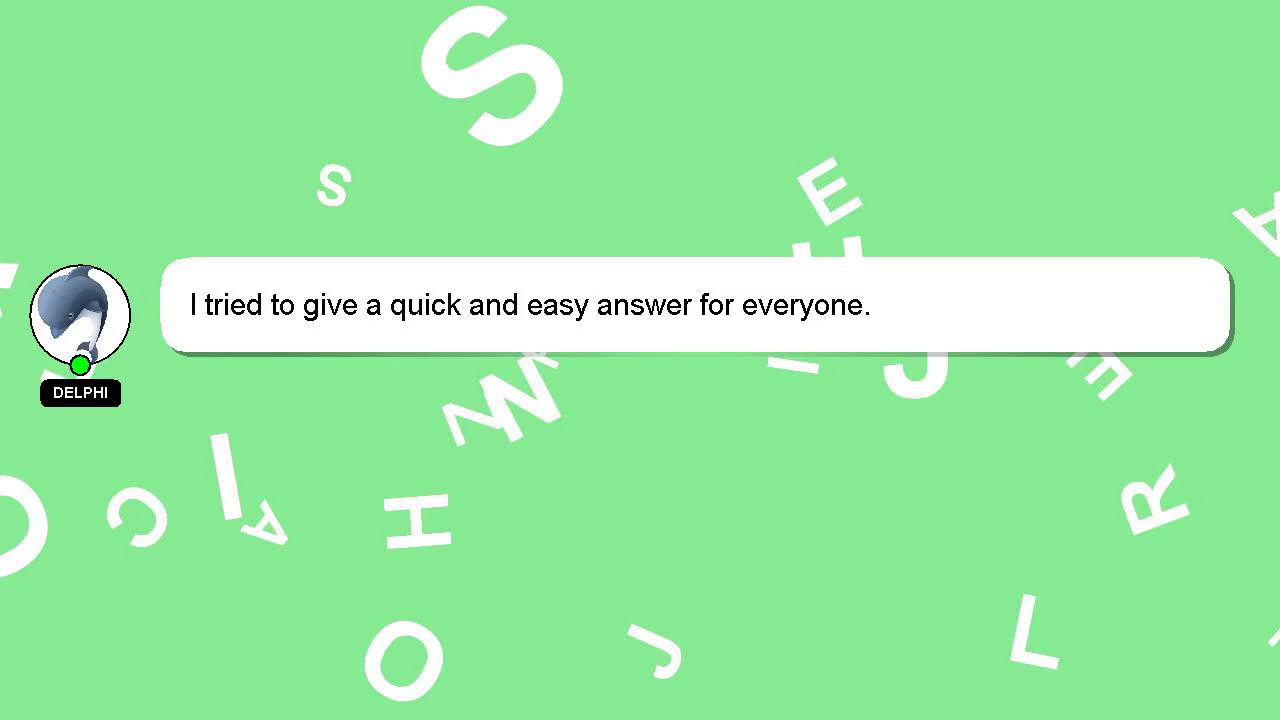 I tried to give a quick and easy answer for everyone.
DELPHI
S
S
E
A
I
J
E
N
W
K
I
C
A
H
R
O
O
J
L